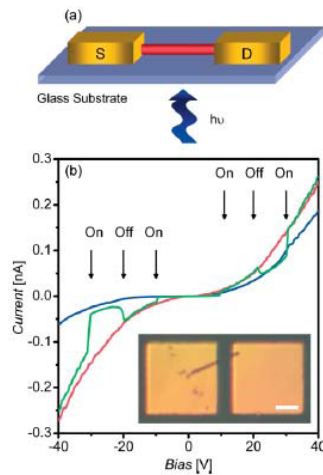 (a)
S
D
Glass Substrate
hυ
(b)
0.3
0.2
0.1
0.0
-0.1
-0.2
-0.3
Current [nA]
On Off On
On Off On
-40 -20 0 20 40
Bias [V]